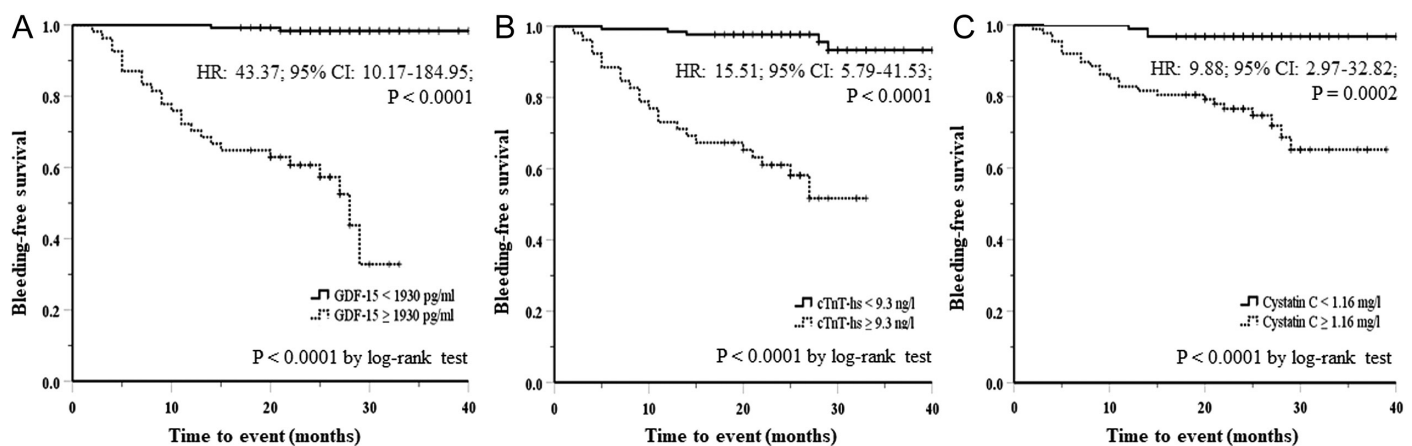 A
Bleeding-free survival
1.0
0.8
0.6
0.4
0.2
0.0
HR: 43.37; 95% CI: 10.17-184.95;
P < 0.0001
GDF-15 < 1930 pg/ml
GDF-15 ≥ 1930 pg/ml
P < 0.0001 by log-rank test
0 10 20 30 40
Time to event (months)
B
Bleeding-free survival
1.0
0.8
0.6
0.4
0.2
0.0
HR: 15.51; 95% CI: 5.79-41.53;
P < 0.0001
cTnT-hs < 9.3 ng/l
cTnT-hs ≥ 9.3 ng/l
P < 0.0001 by log-rank test
0 10 20 30 40
Time to event (months)
C
Bleeding-free survival
1.0
0.8
0.6
0.4
0.2
0.0
HR: 9.88; 95% CI: 2.97-32.82;
P = 0.0002
Cystatin C < 1.16 mg/l
Cystatin C ≥ 1.16 mg/l
P < 0.0001 by log-rank test
0 10 20 30 40
Time to event (months)